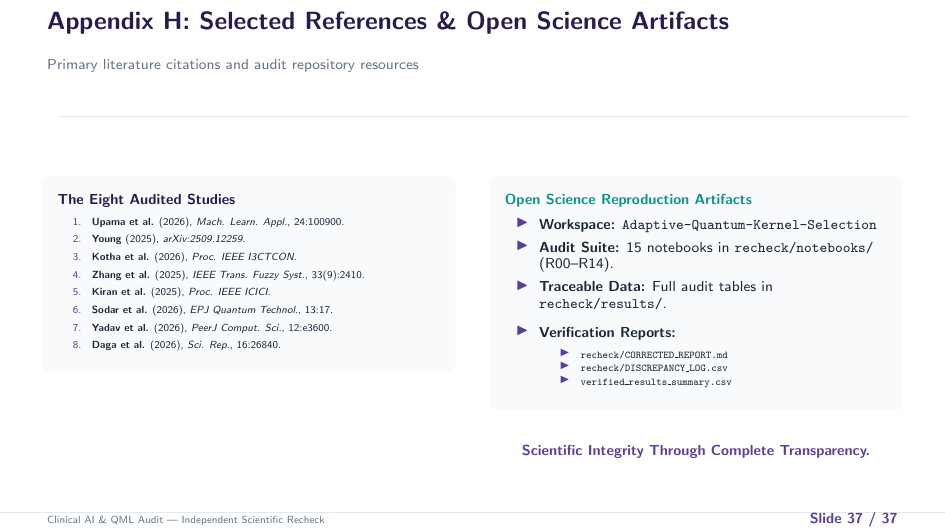 Appendix H: Selected References & Open Science Artifacts
Primary literature citations and audit repository resources
The Eight Audited Studies
1. Upama et al. (2026), Mach. Learn. Appl., 24:100900.
2. Young (2025), arXiv:2509.12259.
3. Kotha et al. (2026), Proc. IEEE I3CTCON.
4. Zhang et al. (2025), IEEE Trans. Fuzzy Syst., 33(9):2410.
5. Kiran et al. (2025), Proc. IEEE ICICI.
6. Sodar et al. (2026), EPJ Quantum Technol., 13:17.
7. Yadav et al. (2026), PeerJ Comput. Sci., 12:e3600.
8. Daga et al. (2026), Sci. Rep., 16:26840.
Open Science Reproduction Artifacts
▶ Workspace: Adaptive-Quantum-Kernel-Selection
▶ Audit Suite: 15 notebooks in recheck/notebooks/
(R00–R14).
▶ Traceable Data: Full audit tables in
recheck/results/.
▶ Verification Reports:
▶ recheck/CORRECTED_REPORT.md
▶ recheck/DISCREPANCY_LOG.csv
▶ verified_results_summary.csv
Scientific Integrity Through Complete Transparency.
Clinical AI & QML Audit — Independent Scientific Recheck
Slide 37 / 37